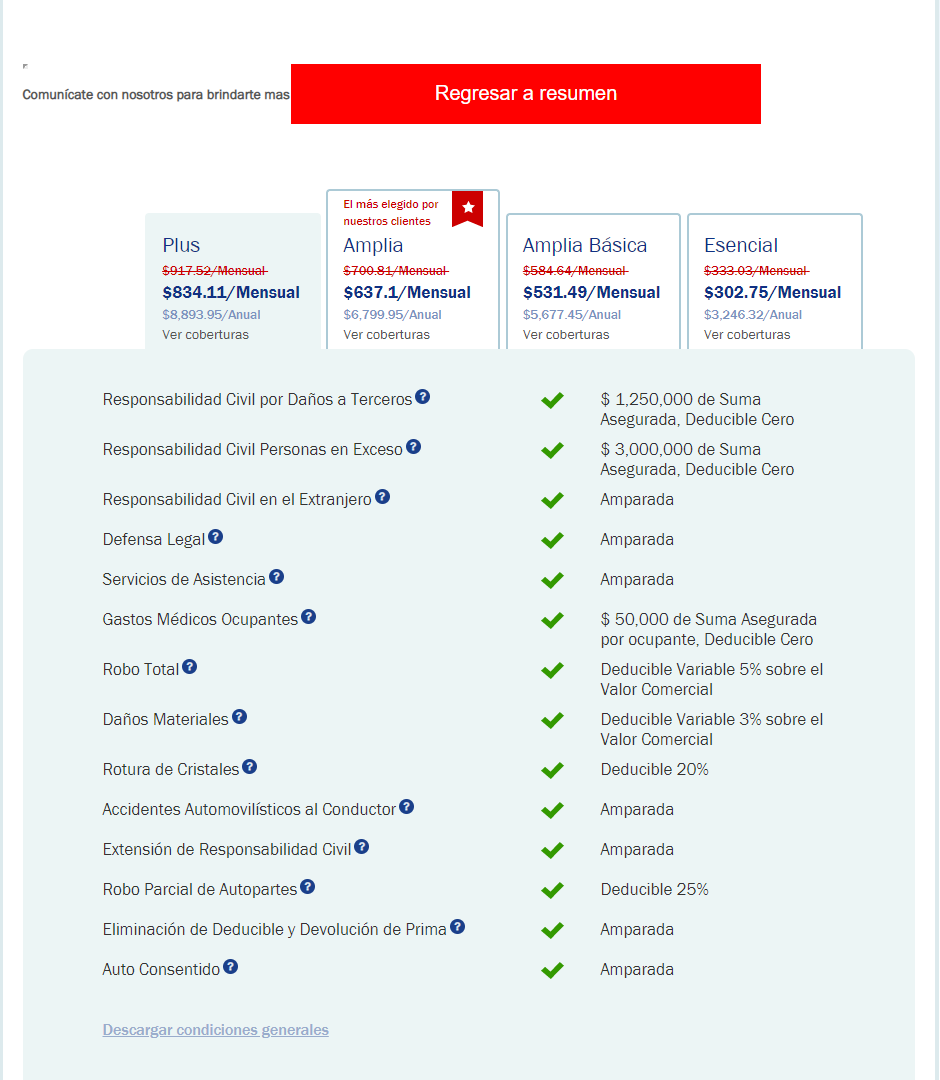 Comunícate con nosotros para brindarte mas
Regresar a resumen
Plus
$917.52/Mensual
$834.11/Mensual
$8,893.95/Anual
Ver coberturas
El más elegido por
nuestros clientes
Amplia
$700.81/Mensual
$637.1/Mensual
$6,799.95/Anual
Ver coberturas
Amplia Básica
$584.64/Mensual
$531.49/Mensual
$5,677.45/Anual
Ver coberturas
Esencial
$333.03/Mensual
$302.75/Mensual
$3,246.32/Anual
Ver coberturas
Responsabilidad Civil por Daños a Terceros ? $ 1,250,000 de Suma
Asegurada, Deducible Cero
Responsabilidad Civil Personas en Exceso ? $ 3,000,000 de Suma
Asegurada, Deducible Cero
Responsabilidad Civil en el Extranjero ? Amparada
Defensa Legal ? Amparada
Servicios de Asistencia ? Amparada
Gastos Médicos Ocupantes ? $ 50,000 de Suma Asegurada
por ocupante, Deducible Cero
Robo Total ? Deducible Variable 5% sobre el
Valor Comercial
Daños Materiales ? Deducible Variable 3% sobre el
Valor Comercial
Rotura de Cristales ? Deducible 20%
Accidentes Automovilísticos al Conductor ? Amparada
Extensión de Responsabilidad Civil ? Amparada
Robo Parcial de Autopartes ? Deducible 25%
Eliminación de Deducible y Devolución de Prima ? Amparada
Auto Consentido ? Amparada
Descargar condiciones generales